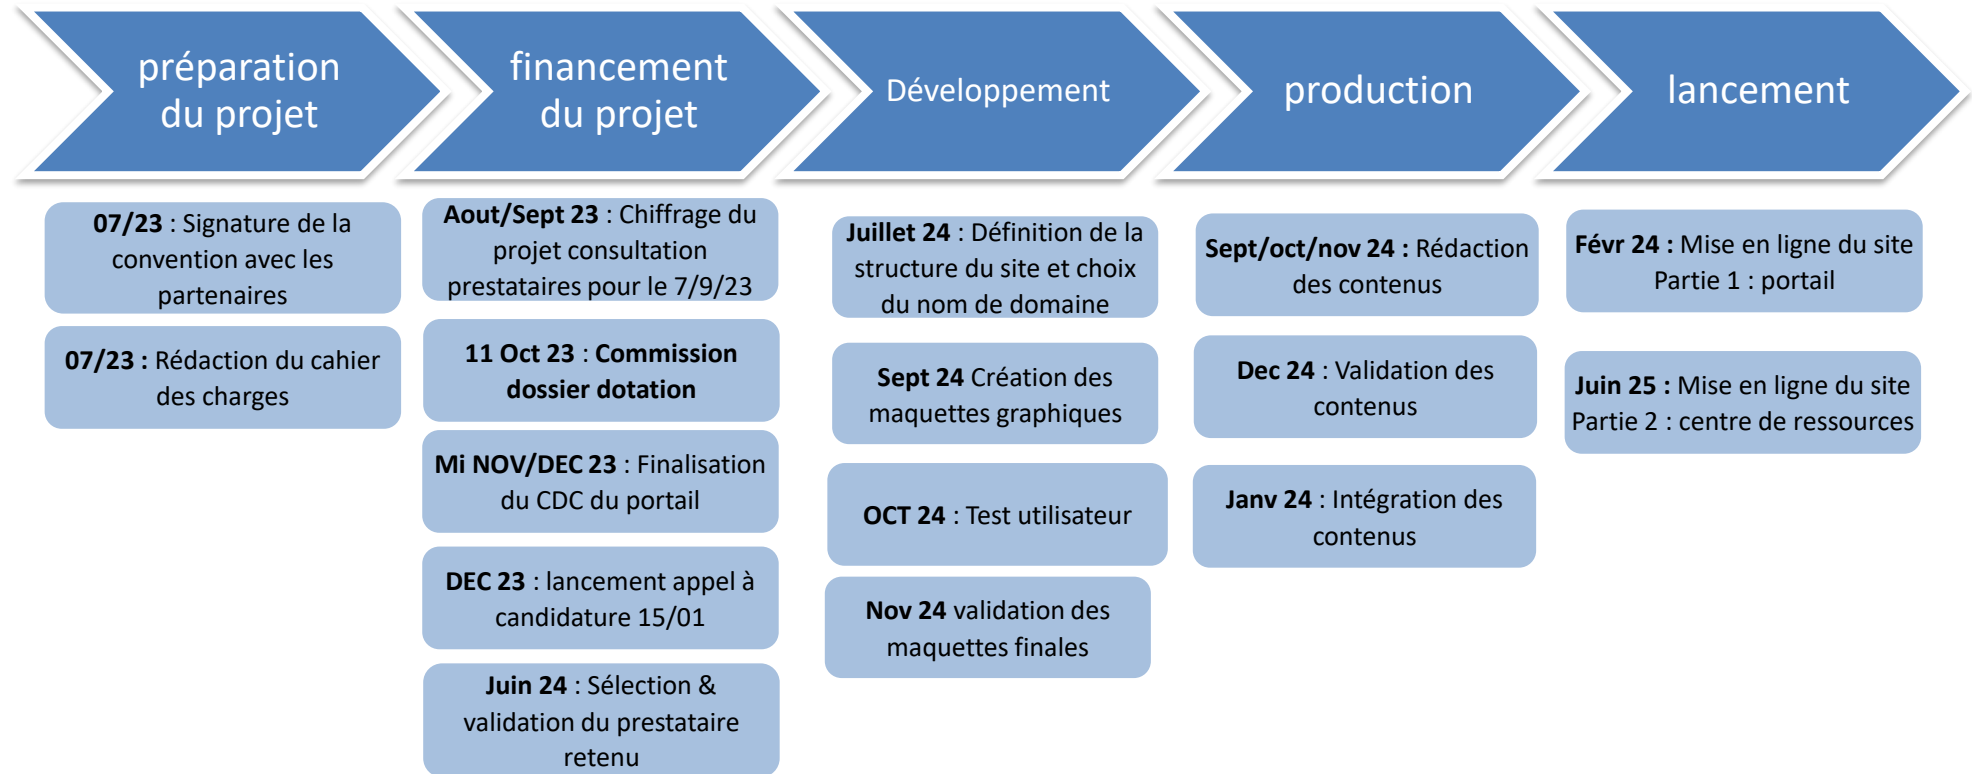 préparation
du projet
financement
du projet
Développement
production
lancement
07/23 : Signature de la
convention avec les
partenaires
07/23 : Rédaction du cahier
des charges
Aout/Sept 23 : Chiffrage du
projet consultation
prestataires pour le 7/9/23
11 Oct 23 : Commission
dossier dotation
Mi NOV/DEC 23 : Finalisation
du CDC du portail
DEC 23 : lancement appel à
candidature 15/01
Juin 24 : Sélection &
validation du prestataire
retenu
Juillet 24 : Définition de la
structure du site et choix
du nom de domaine
Sept 24 Création des
maquettes graphiques
OCT 24 : Test utilisateur
Nov 24 validation des
maquettes finales
Sept/oct/nov 24 : Rédaction
des contenus
Dec 24 : Validation des
contenus
Janv 24 : Intégration des
contenus
Févr 24 : Mise en ligne du site
Partie 1 : portail
Juin 25 : Mise en ligne du site
Partie 2 : centre de ressources